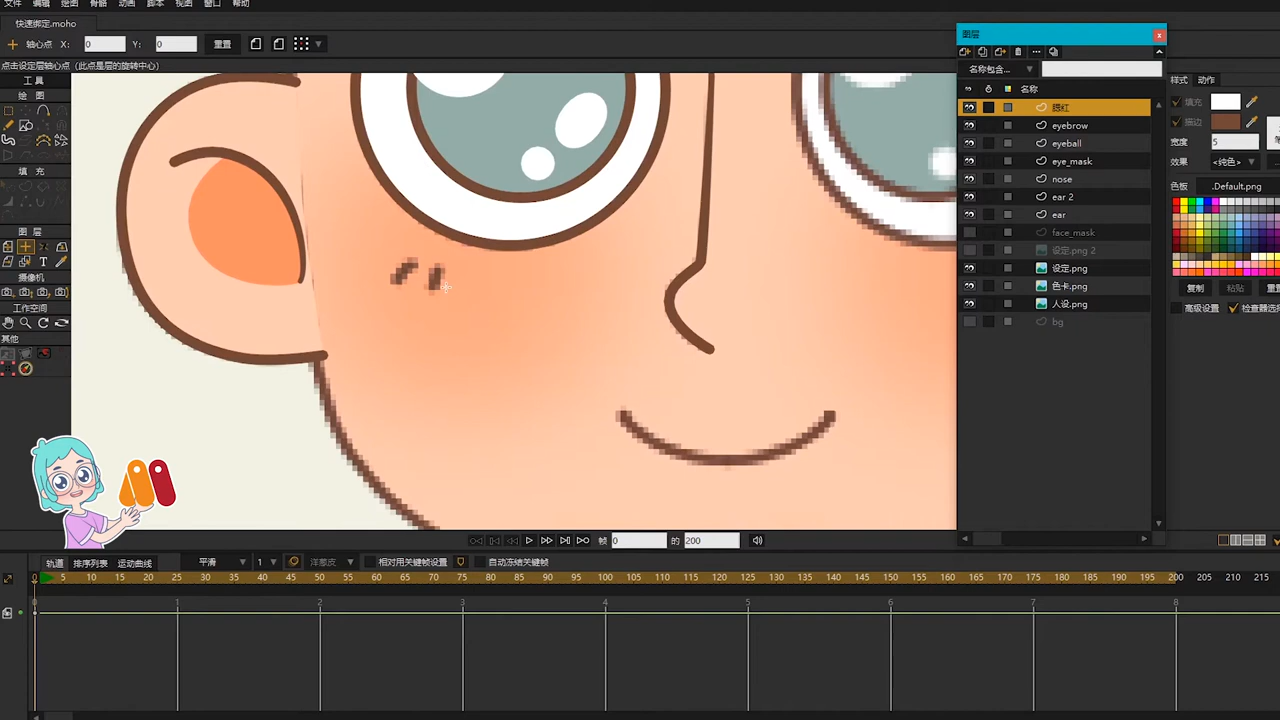 文件 编辑 绘图 骨骼 动画 脚本 视图 窗口 帮助
快速绑定.moho
轴心点 X: 0 Y: 0 重置
点击设定层轴心点（此点是层的旋转中心）
工具
绘 图
填 充
图 层
摄像机
工作空间
其他
图层
名称包含...
名称
腮红
eyebrow
eyeball
eye_mask
nose
ear 2
ear
face_mask
设定.png 2
设定.png
色卡.png
人设.png
bg
样式 动作
填充
描边
宽度 5
效果 <纯色>
色板 .Default.png
复制 粘贴
高级设置
帧 0 的 200
时间轴
轨道 排序列表 运动曲线 平滑 1 洋葱皮 相对用关键帧设置 自动冻结关键帧
0 5 10 15 20 25 30 35 40 45 50 55 60 65 70 75 80 85 90 95 100 105 110 115 120 125 130 135 140 145 150 155 160 165 170 175 180 185 190 195 200 205 210 215
0 1 2 3 4 5 6 7 8